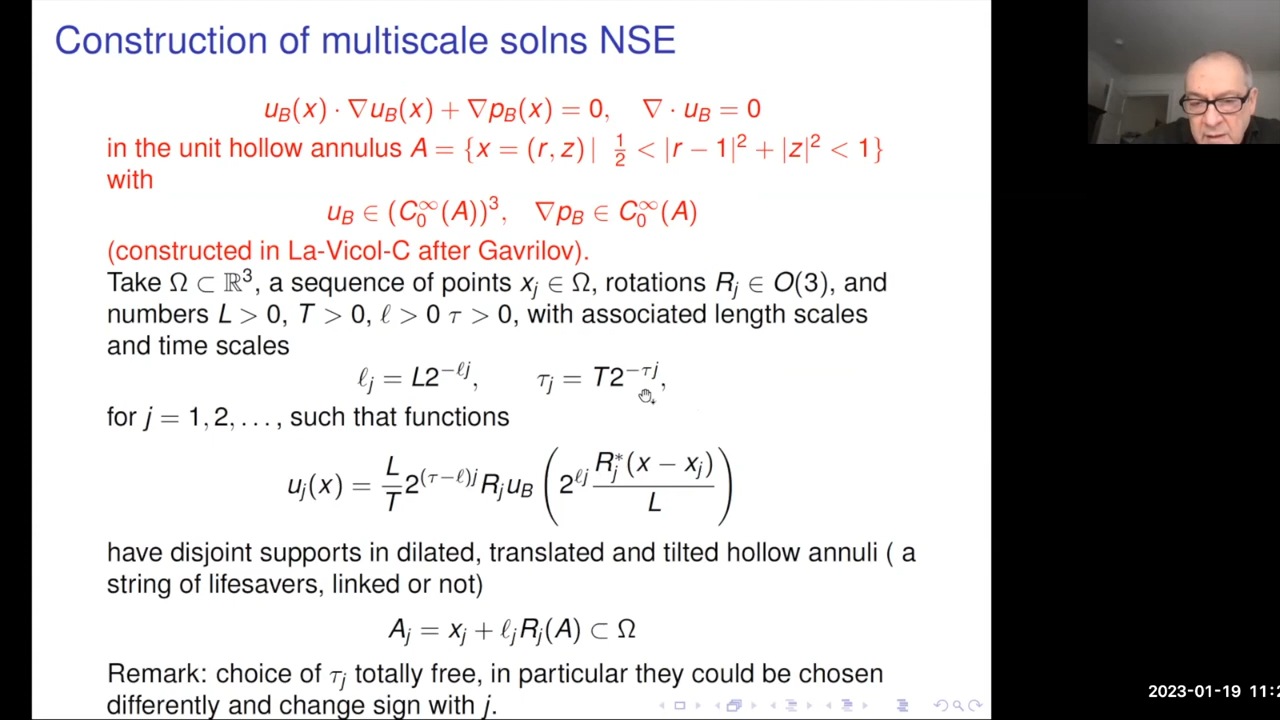 Construction of multiscale solns NSE
u_B(x) · ∇u_B(x) + ∇p_B(x) = 0, ∇ · u_B = 0
in the unit hollow annulus A = {x = (r, z) | 1/2 < |r − 1|² + |z|² < 1}
with
u_B ∈ (C_0^∞(A))³, ∇p_B ∈ C_0^∞(A)
(constructed in La-Vicol-C after Gavrilov).
Take Ω ⊂ ℝ³, a sequence of points x_j ∈ Ω, rotations R_j ∈ O(3), and
numbers L > 0, T > 0, ℓ > 0 τ > 0, with associated length scales
and time scales
ℓ_j = L2^{−ℓj}, τ_j = T2^{−τj},
for j = 1, 2, . . . , such that functions
u_j(x) = L/T 2^{(τ−ℓ)j} R_j u_B (2^{ℓj} R_j^*(x − x_j)/L)
have disjoint supports in dilated, translated and tilted hollow annuli ( a
string of lifesavers, linked or not)
A_j = x_j + ℓ_j R_j(A) ⊂ Ω
Remark: choice of τ_j totally free, in particular they could be chosen
differently and change sign with j.